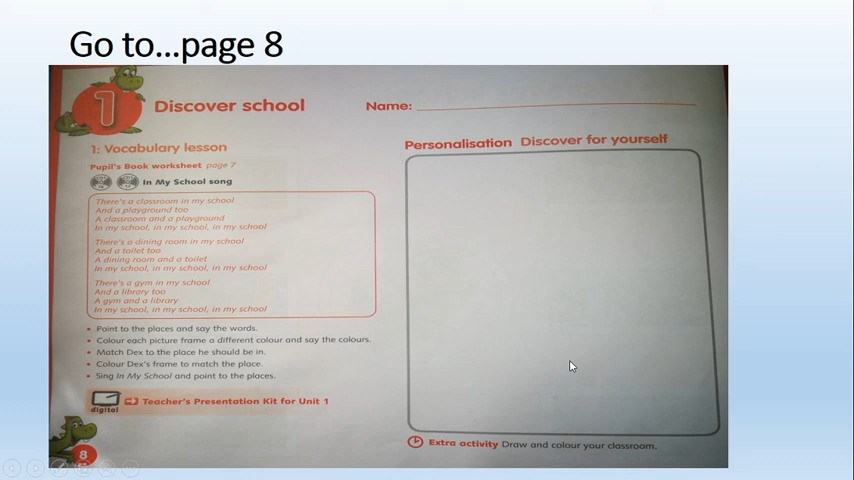 Go to...page 8
1
Discover school
Name:
1: Vocabulary lesson
Pupil's Book worksheet page 7
In My School song
There's a classroom in my school
And a playground too
A classroom and a playground
In my school, in my school, in my school
There's a dining room in my school
And a toilet too
A dining room and a toilet
In my school, in my school, in my school
There's a gym in my school
And a library too
A gym and a library
In my school, in my school, in my school
• Point to the places and say the words.
• Colour each picture frame a different colour and say the colours.
• Match Dex to the place he should be in.
• Colour Dex's frame to match the place.
• Sing In My School and point to the places.
digital
Teacher's Presentation Kit for Unit 1
8
Personalisation Discover for yourself
Extra activity Draw and colour your classroom.